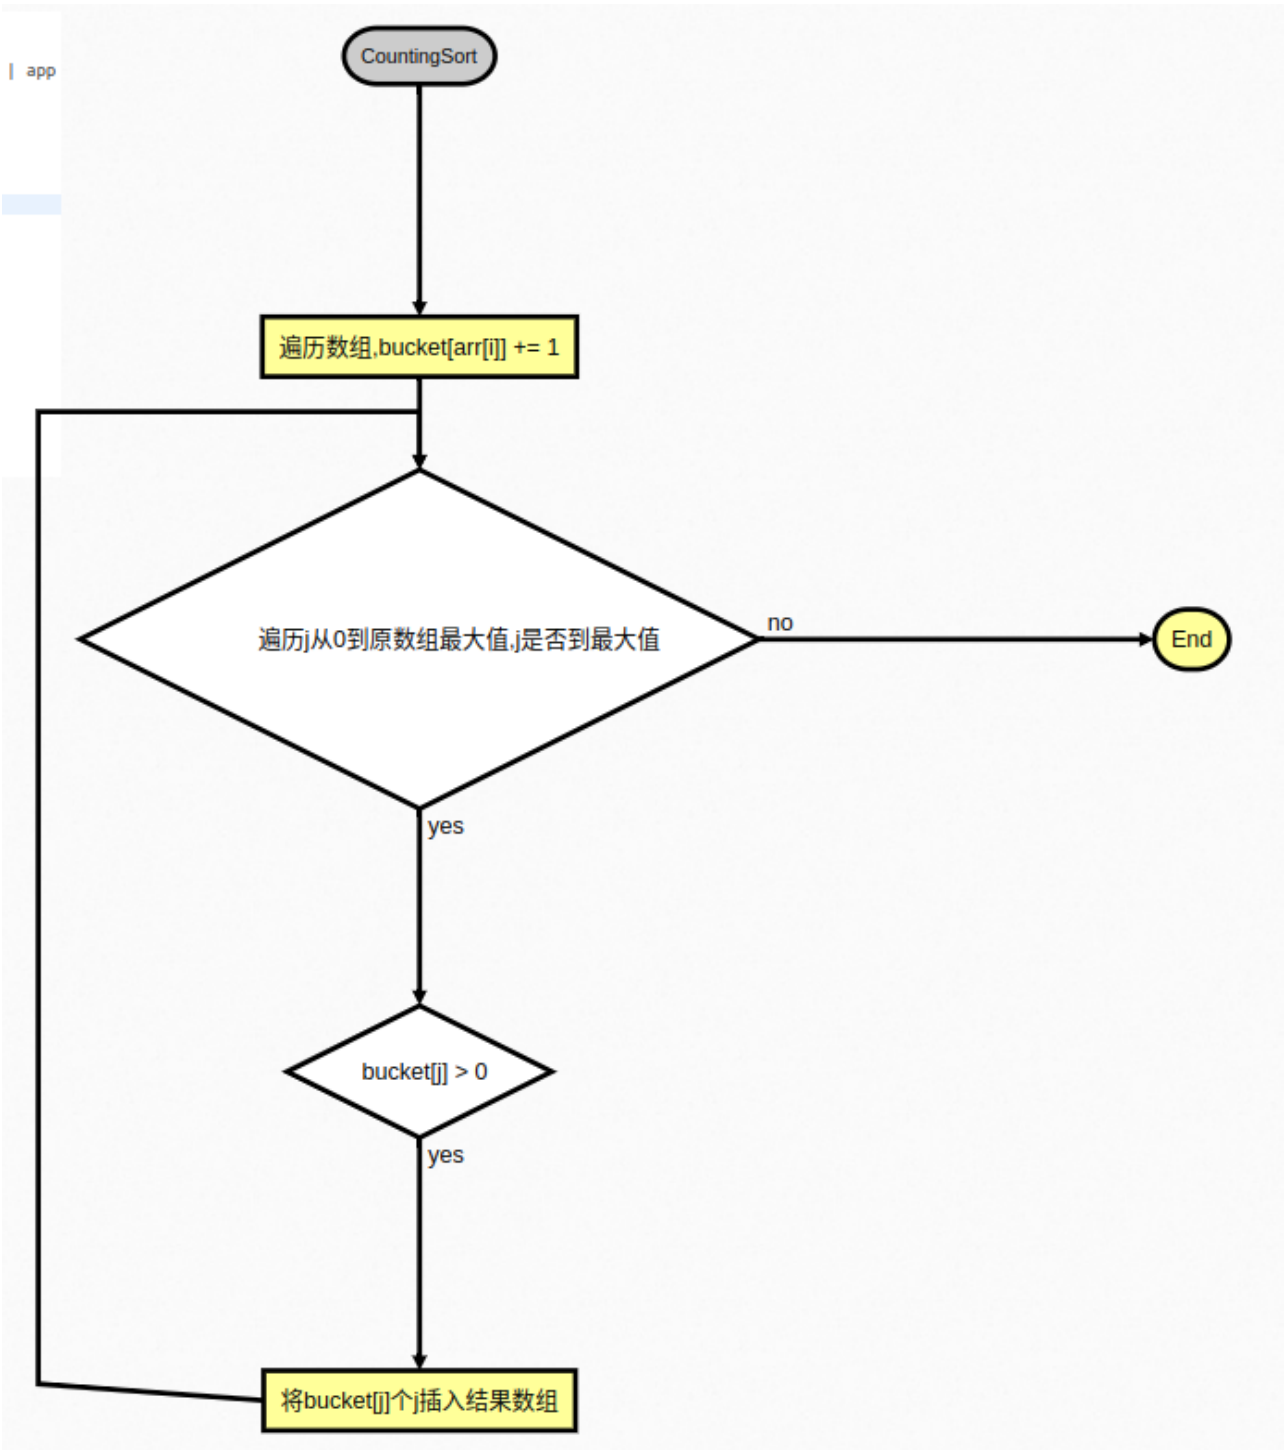 CountingSort
| app
遍历数组,bucket[arr[i]] += 1
遍历j从0到原数组最大值,j是否到最大值
no
End
yes
bucket[j] > 0
yes
将bucket[j]个j插入结果数组